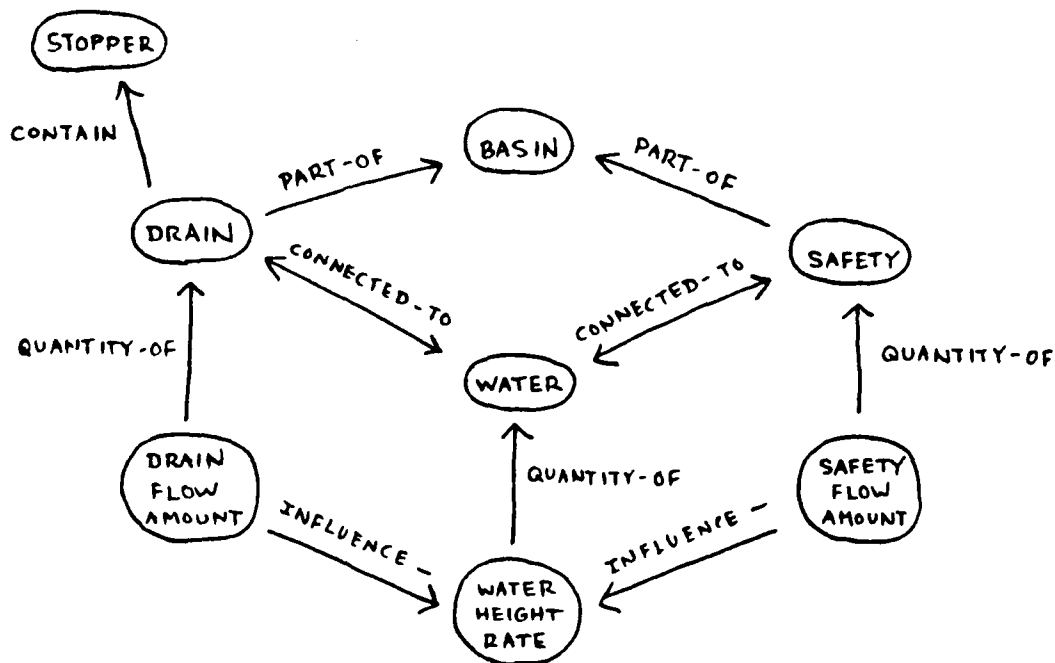 STOPPER
CONTAIN
BASIN
PART-OF
PART-OF
DRAIN
SAFETY
CONNECTED-TO
CONNECTED-TO
QUANTITY-OF
QUANTITY-OF
WATER
DRAIN
FLOW
AMOUNT
QUANTITY-OF
SAFETY
FLOW
AMOUNT
INFLUENCE -
INFLUENCE -
WATER
HEIGHT
RATE